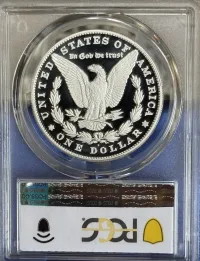 UNITED STATES OF AMERICA
In God we trust
ONE DOLLAR
PCGS